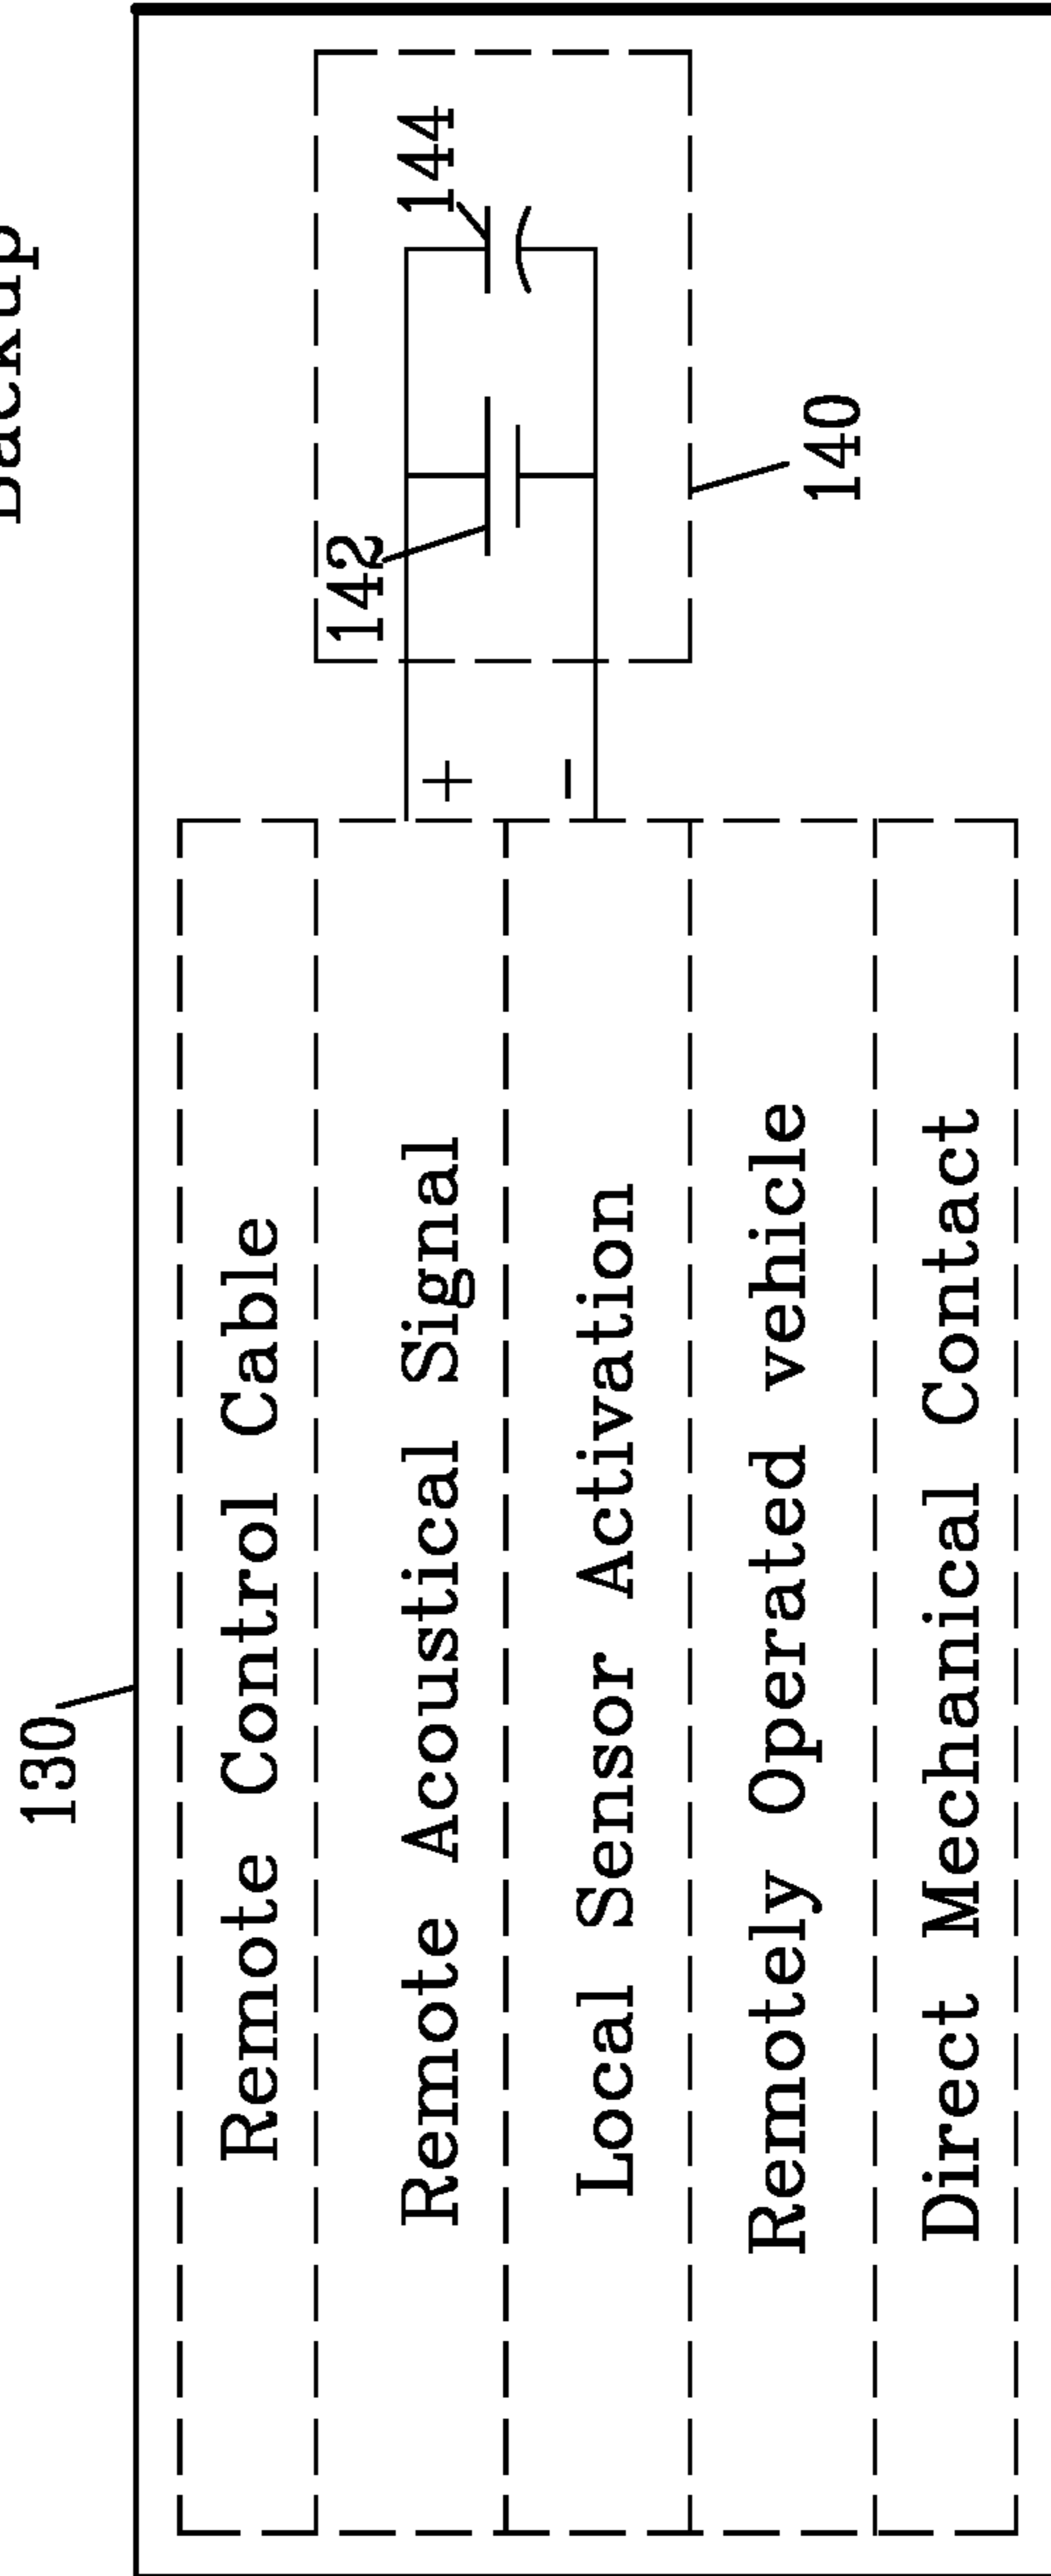 Backup
130
Remote Control Cable
Remote Acoustical Signal
Local Sensor Activation
Remotely Operated vehicle
Direct Mechanical Contact
+
−
142
144
140